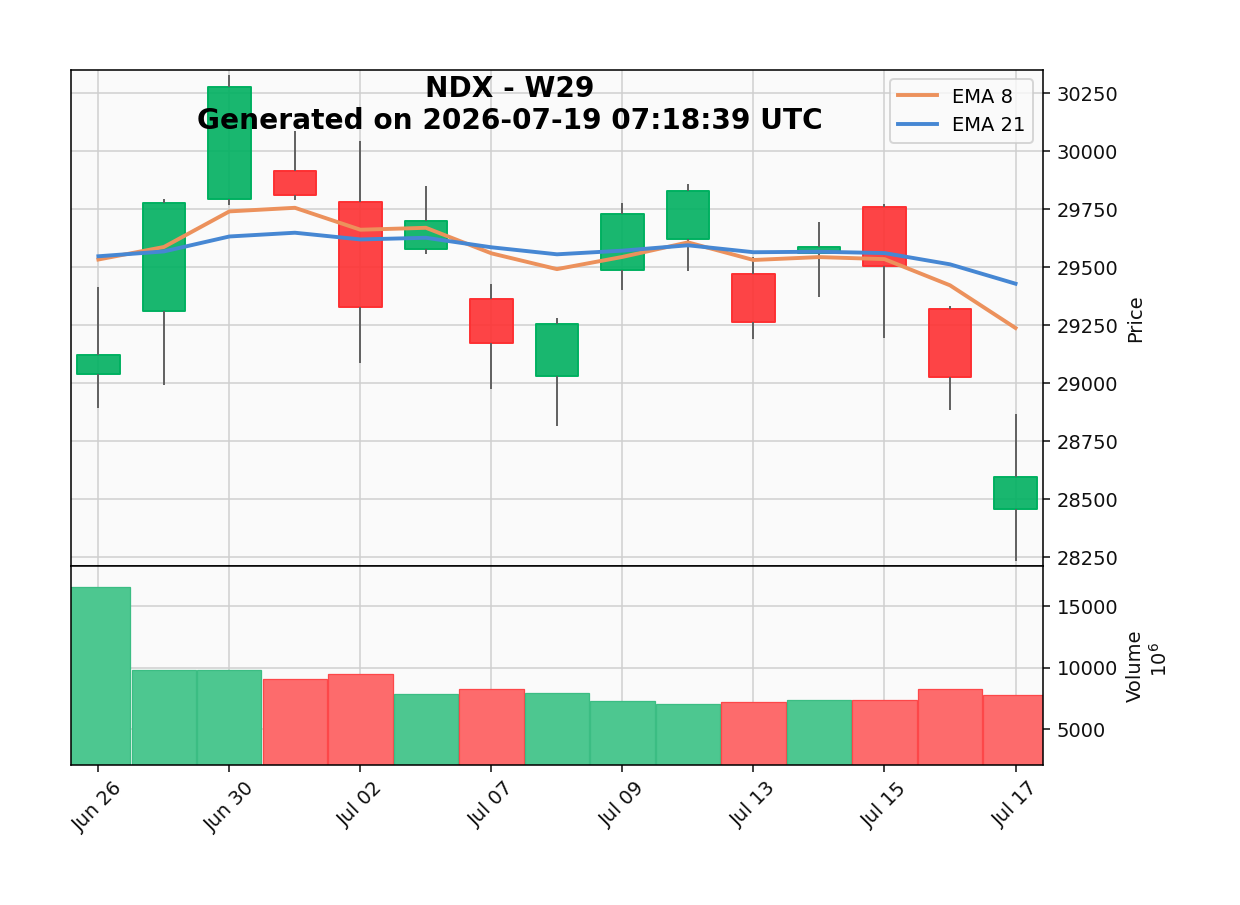 NDX - W29
Generated on 2026-07-19 07:18:39 UTC
EMA 8
EMA 21
30250
30000
29750
29500
29250
29000
28750
28500
28250
Price
15000
10000
5000
Volume
10⁶
Jun 26
Jun 30
Jul 02
Jul 07
Jul 09
Jul 13
Jul 15
Jul 17